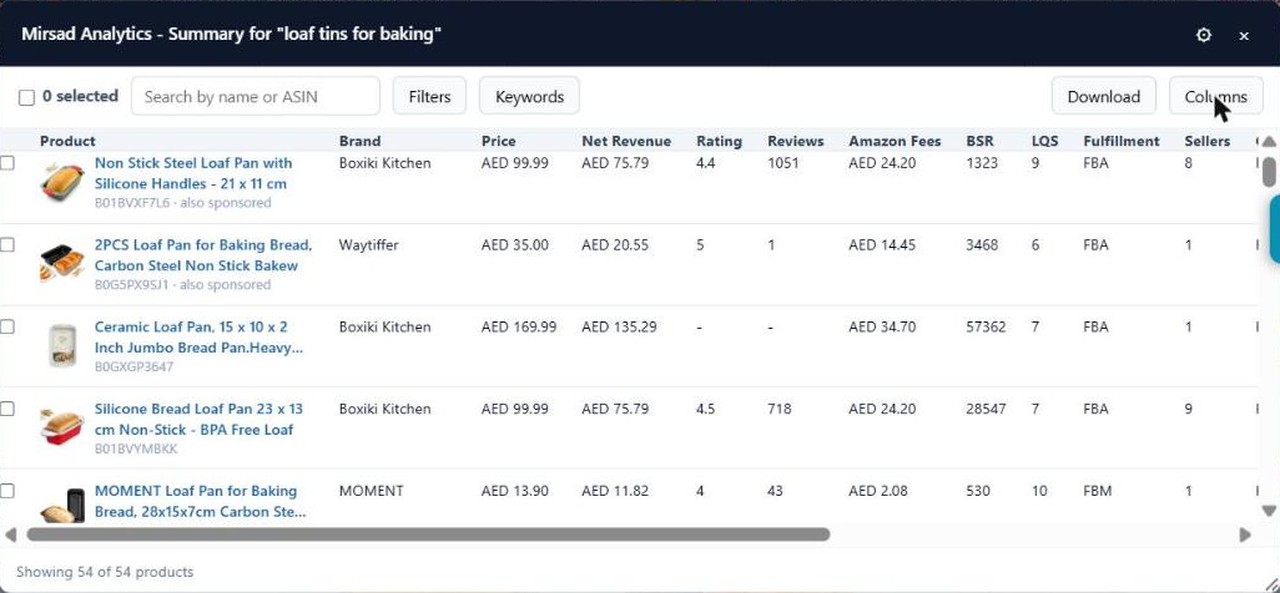 Mirsad Analytics - Summary for "loaf tins for baking"
0 selected
Search by name or ASIN
Filters
Keywords
Download
Columns
Product Brand Price Net Revenue Rating Reviews Amazon Fees BSR LQS Fulfillment Sellers
Non Stick Steel Loaf Pan with Boxiki Kitchen AED 99.99 AED 75.79 4.4 1051 AED 24.20 1323 9 FBA 8
Silicone Handles - 21 x 11 cm
B01BVXF7L6 · also sponsored
2PCS Loaf Pan for Baking Bread, Waytiffer AED 35.00 AED 20.55 5 1 AED 14.45 3468 6 FBA 1
Carbon Steel Non Stick Bakew
B0G5PX9SJ1 · also sponsored
Ceramic Loaf Pan, 15 x 10 x 2 Boxiki Kitchen AED 169.99 AED 135.29 - - AED 34.70 57362 7 FBA 1
Inch Jumbo Bread Pan.Heavy...
B0GXGP3647
Silicone Bread Loaf Pan 23 x 13 Boxiki Kitchen AED 99.99 AED 75.79 4.5 718 AED 24.20 28547 7 FBA 9
cm Non-Stick - BPA Free Loaf
B01BVYMBKK
MOMENT Loaf Pan for Baking MOMENT AED 13.90 AED 11.82 4 43 AED 2.08 530 10 FBM 1
Bread, 28x15x7cm Carbon Ste...
Showing 54 of 54 products